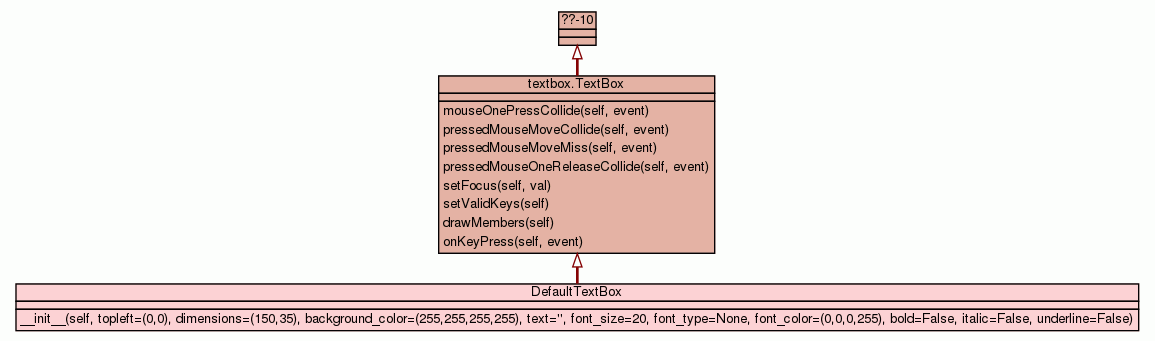 ??-10
textbox.TextBox
mouseOnePressCollide(self, event)
pressedMouseMoveCollide(self, event)
pressedMouseMoveMiss(self, event)
pressedMouseOneReleaseCollide(self, event)
setFocus(self, val)
setValidKeys(self)
drawMembers(self)
onKeyPress(self, event)
DefaultTextBox
__init__(self, topleft=(0,0), dimensions=(150,35), background_color=(255,255,255,255), text='', font_size=20, font_type=None, font_color=(0,0,0,255), bold=False, italic=False, underline=False)